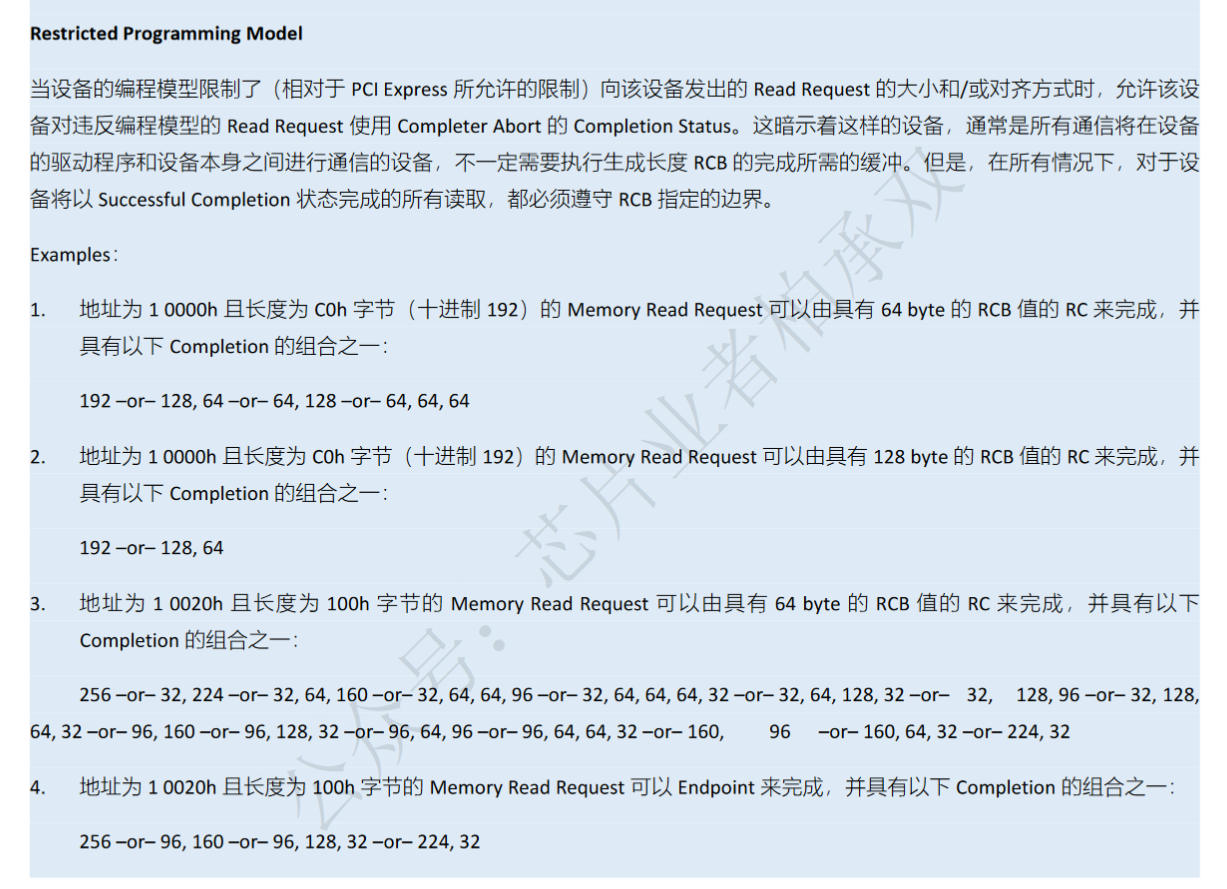 Restricted Programming Model
当设备的编程模型限制了（相对于 PCI Express 所允许的限制）向该设备发出的 Read Request 的大小和/或对齐方式时，允许该设
备对违反编程模型的 Read Request 使用 Completer Abort 的 Completion Status。这暗示着这样的设备，通常是所有通信将在设备
的驱动程序和设备本身之间进行通信的设备，不一定需要执行生成长度 RCB 的完成所需的缓冲。但是，在所有情况下，对于设
备将以 Successful Completion 状态完成的所有读取，都必须遵守 RCB 指定的边界。
Examples：
1. 地址为 1 0000h 且长度为 C0h 字节（十进制 192）的 Memory Read Request 可以由具有 64 byte 的 RCB 值的 RC 来完成，并
具有以下 Completion 的组合之一：
192 –or– 128, 64 –or– 64, 128 –or– 64, 64, 64
2. 地址为 1 0000h 且长度为 C0h 字节（十进制 192）的 Memory Read Request 可以由具有 128 byte 的 RCB 值的 RC 来完成，并
具有以下 Completion 的组合之一：
192 –or– 128, 64
3. 地址为 1 0020h 且长度为 100h 字节的 Memory Read Request 可以由具有 64 byte 的 RCB 值的 RC 来完成，并具有以下
Completion 的组合之一：
256 –or– 32, 224 –or– 32, 64, 160 –or– 32, 64, 64, 96 –or– 32, 64, 64, 64, 32 –or– 32, 64, 128, 32 –or– 32, 128, 96 –or– 32, 128,
64, 32 –or– 96, 160 –or– 96, 128, 32 –or– 96, 64, 96 –or– 96, 64, 64, 32 –or– 160, 96 –or– 160, 64, 32 –or– 224, 32
4. 地址为 1 0020h 且长度为 100h 字节的 Memory Read Request 可以 Endpoint 来完成，并具有以下 Completion 的组合之一：
256 –or– 96, 160 –or– 96, 128, 32 –or– 224, 32
公众号：芯片业者柏承双